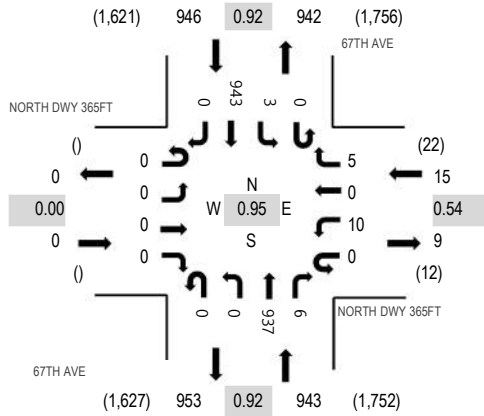 (1,621) 946 0.92 942 (1,756)
67TH AVE
0 943 3 0
NORTH DWY 365FT
() 0 5 (22)
0 0 N 0 15
0.00 W 0.95 E 0.54
0 0 S 10 9
() 0 0 (12)
0 0 937 6
NORTH DWY 365FT
67TH AVE
(1,627) 953 0.92 943 (1,752)